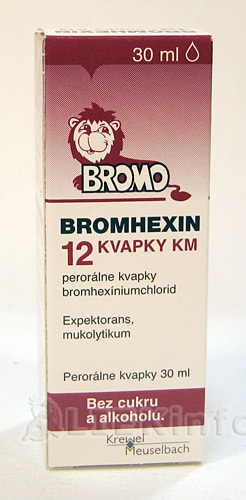 30 ml
BROMO
BROMHEXIN
12 KVAPKY KM
perorálne kvapky
bromhexíniumchlorid
Expektorans,
mukolytikum
Perorálne kvapky 30 ml
Bez cukru
a alkoholu.
Krewel
Meuselbach